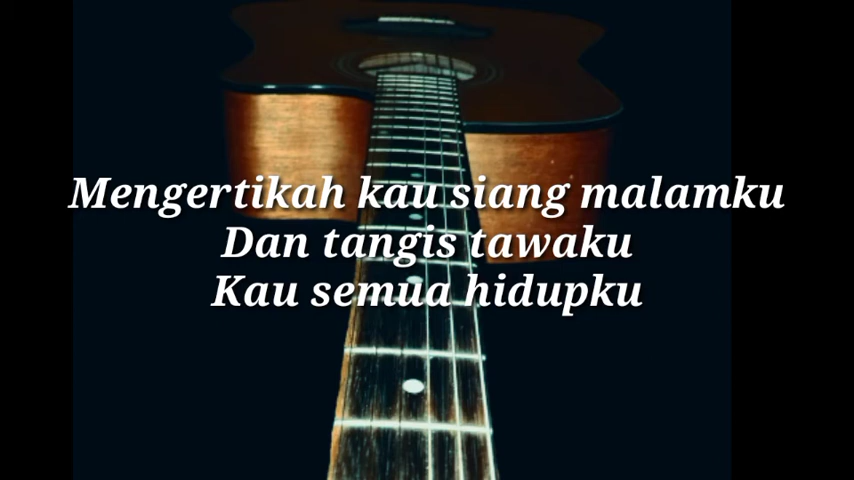 Mengertikah kau siang malamku
Dan tangis tawaku
Kau semua hidupku